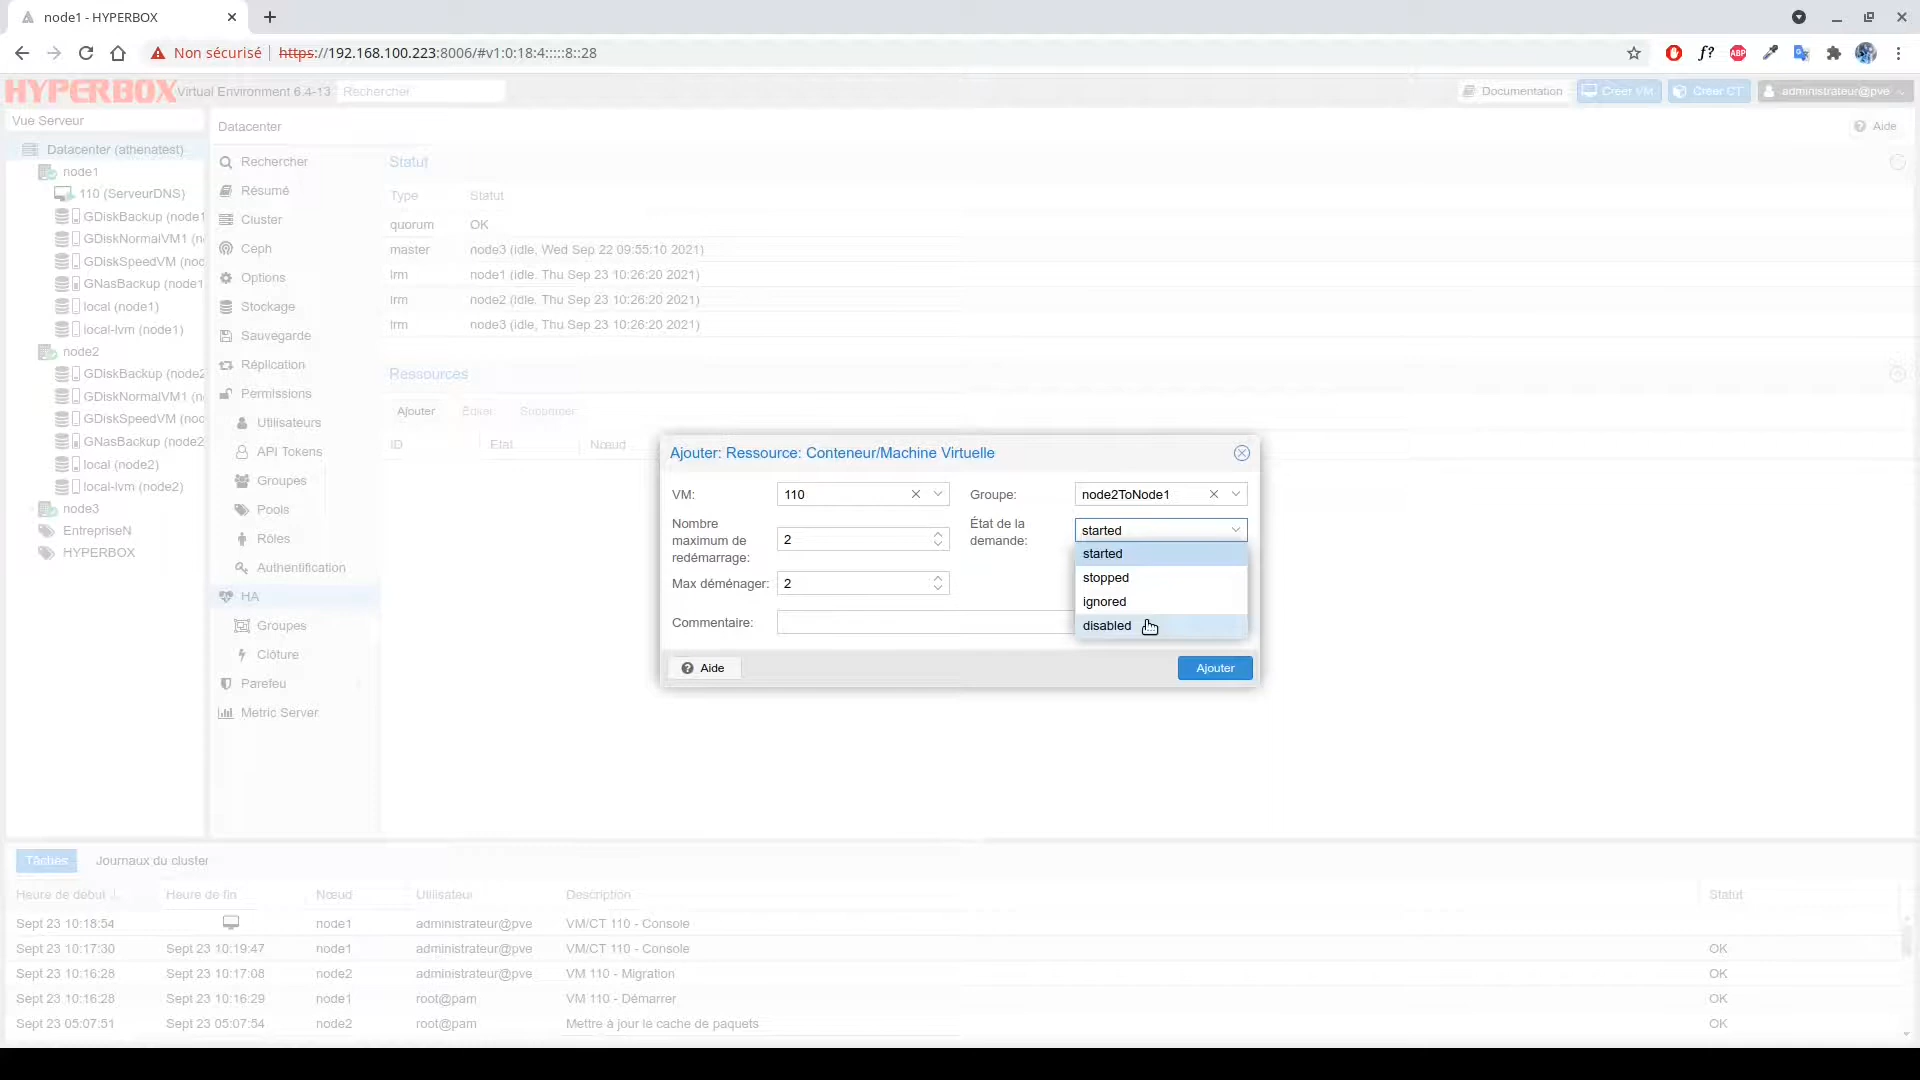 node1 - HYPERBOX
Non sécurisé https://192.168.100.223:8006/#v1:0:18:4:::::8::28
HYPERBOX Virtual Environment 6.4-13 Rechercher Documentation Créer VM Créer CT administrateur@pve
Vue Serveur
Datacenter
Aide
Datacenter (athenatest)
node1
110 (ServeurDNS)
GDiskBackup (node1
GDiskNormalVM1 (n
GDiskSpeedVM (nod
GNasBackup (node1
local (node1)
local-lvm (node1)
node2
GDiskBackup (node2
GDiskNormalVM1 (n
GDiskSpeedVM (nod
GNasBackup (node2
local (node2)
local-lvm (node2)
node3
EntrepriseN
HYPERBOX
Rechercher
Résumé
Cluster
Ceph
Options
Stockage
Sauvegarde
Réplication
Permissions
Utilisateurs
API Tokens
Groupes
Pools
Rôles
Authentification
HA
Groupes
Clôture
Parefeu
Metric Server
Statut
Type Statut
quorum OK
master node3 (idle, Wed Sep 22 09:55:10 2021)
lrm node1 (idle, Thu Sep 23 10:26:20 2021)
lrm node2 (idle, Thu Sep 23 10:26:20 2021)
lrm node3 (idle, Thu Sep 23 10:26:20 2021)
Ressources
Ajouter Éditer Supprimer
ID État Nœud
Ajouter: Ressource: Conteneur/Machine Virtuelle
VM: 110
Nombre maximum de redémarrage: 2
Max déménager: 2
Commentaire:
Groupe: node2ToNode1
État de la demande: started
started
stopped
ignored
disabled
Aide
Ajouter
Tâches Journaux du cluster
Heure de début Heure de fin Nœud Utilisateur Description Statut
Sept 23 10:18:54 node1 administrateur@pve VM/CT 110 - Console
Sept 23 10:17:30 Sept 23 10:19:47 node1 administrateur@pve VM/CT 110 - Console OK
Sept 23 10:16:28 Sept 23 10:17:08 node2 administrateur@pve VM 110 - Migration OK
Sept 23 10:16:28 Sept 23 10:16:29 node1 root@pam VM 110 - Démarrer OK
Sept 23 05:07:51 Sept 23 05:07:54 node2 root@pam Mettre à jour le cache de paquets OK